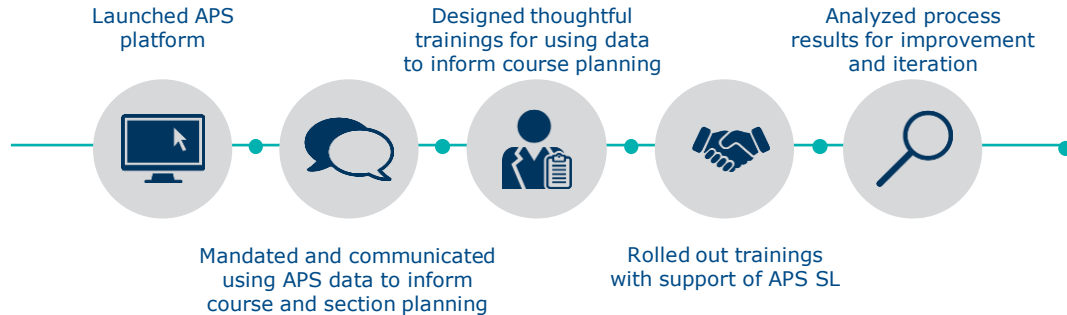 Launched APS
platform
Mandated and communicated
using APS data to inform
course and section planning
Designed thoughtful
trainings for using data
to inform course planning
Rolled out trainings
with support of APS SL
Analyzed process
results for improvement
and iteration